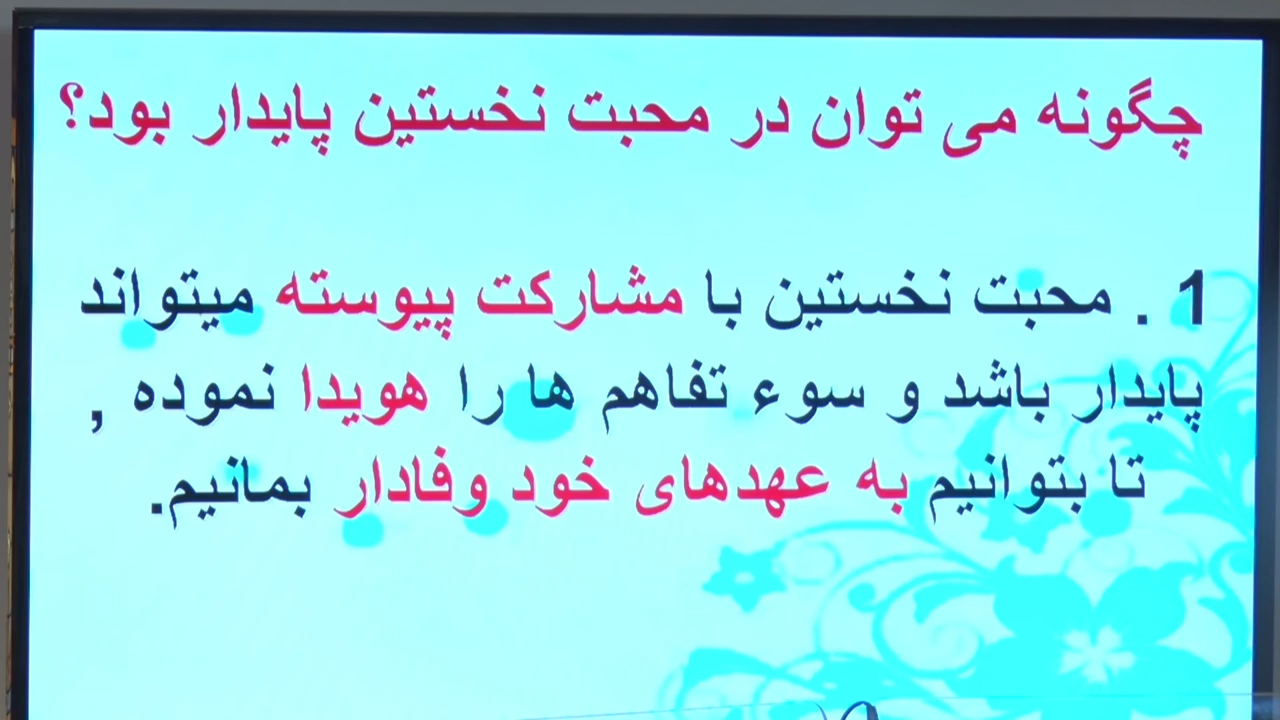 چگونه می توان در محبت نخستین پایدار بود؟
1 . محبت نخستین با مشارکت پیوسته میتواند
پایدار باشد و سوء تفاهم ها را هویدا نموده ,
تا بتوانیم به عهدهای خود وفادار بمانیم.